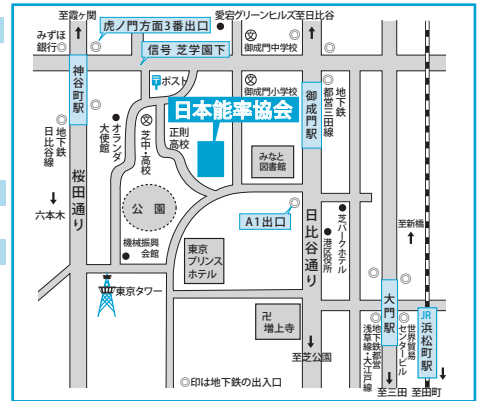 至霞ヶ関
虎ノ門方面3番出口
愛宕グリーンヒルズ
至日比谷
みずほ
銀行◎
信号 芝学園下
御成門中学校
神谷町駅
〒ポスト
御成門小学校
御成門駅
地下鉄
都営三田線
日本能率協会
◎地下鉄
日比谷線
オランダ
大使館
芝中・高校
正則
高校
みなと
図書館
桜田通り
六本木
公園
A1出口
日比谷通り
芝パークホテル
港区役所
至新橋
機械振興
会館
東京
プリンス
ホテル
東京タワー
大門駅
JR
浜松町駅
卍
増上寺
世界貿易
センタービル
◎地下鉄都営
浅草線・大江戸線
至芝公園
至三田
至田町
◎印は地下鉄の出入口